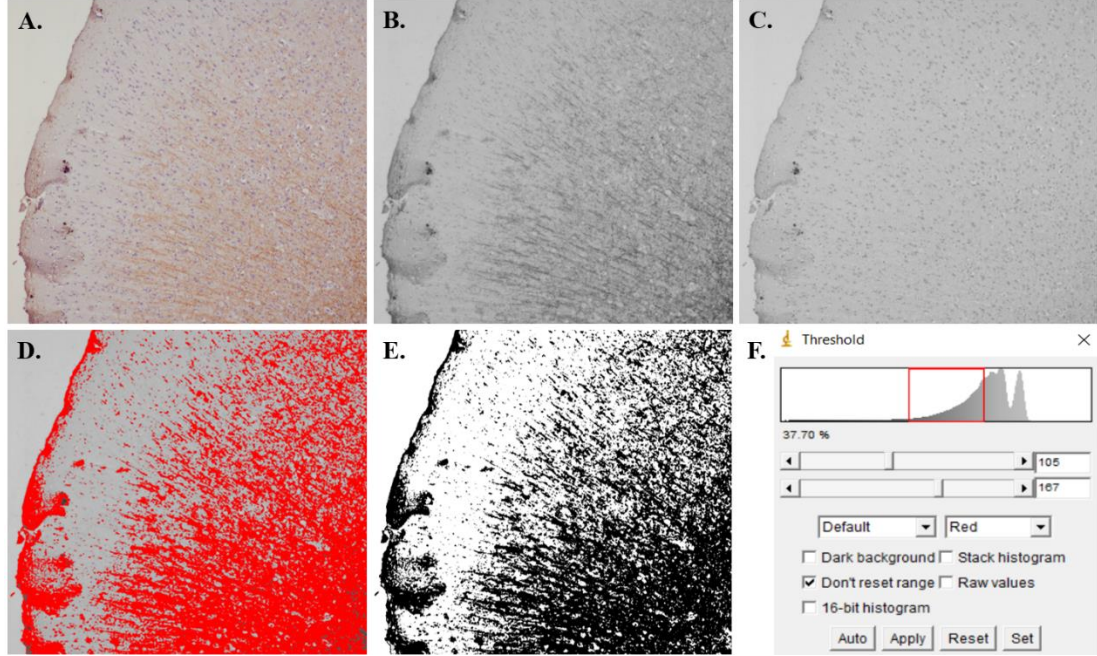 A.
B.
C.
D.
E.
F.
Threshold
37.70 %
105
167
Default
Red
Dark background
Stack histogram
Don't reset range
Raw values
16-bit histogram
Auto
Apply
Reset
Set